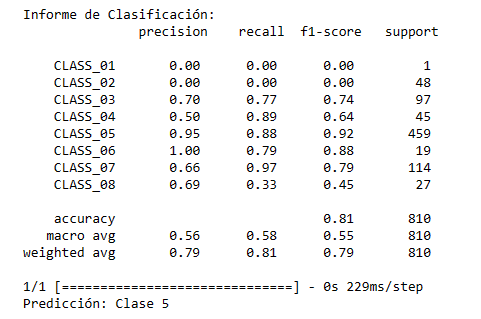 Informe de Clasificación:
precision recall f1-score support
CLASS_01 0.00 0.00 0.00 1
CLASS_02 0.00 0.00 0.00 48
CLASS_03 0.70 0.77 0.74 97
CLASS_04 0.50 0.89 0.64 45
CLASS_05 0.95 0.88 0.92 459
CLASS_06 1.00 0.79 0.88 19
CLASS_07 0.66 0.97 0.79 114
CLASS_08 0.69 0.33 0.45 27
accuracy 0.81 810
macro avg 0.56 0.58 0.55 810
weighted avg 0.79 0.81 0.79 810
1/1 [==============================] - 0s 229ms/step
Predicción: Clase 5